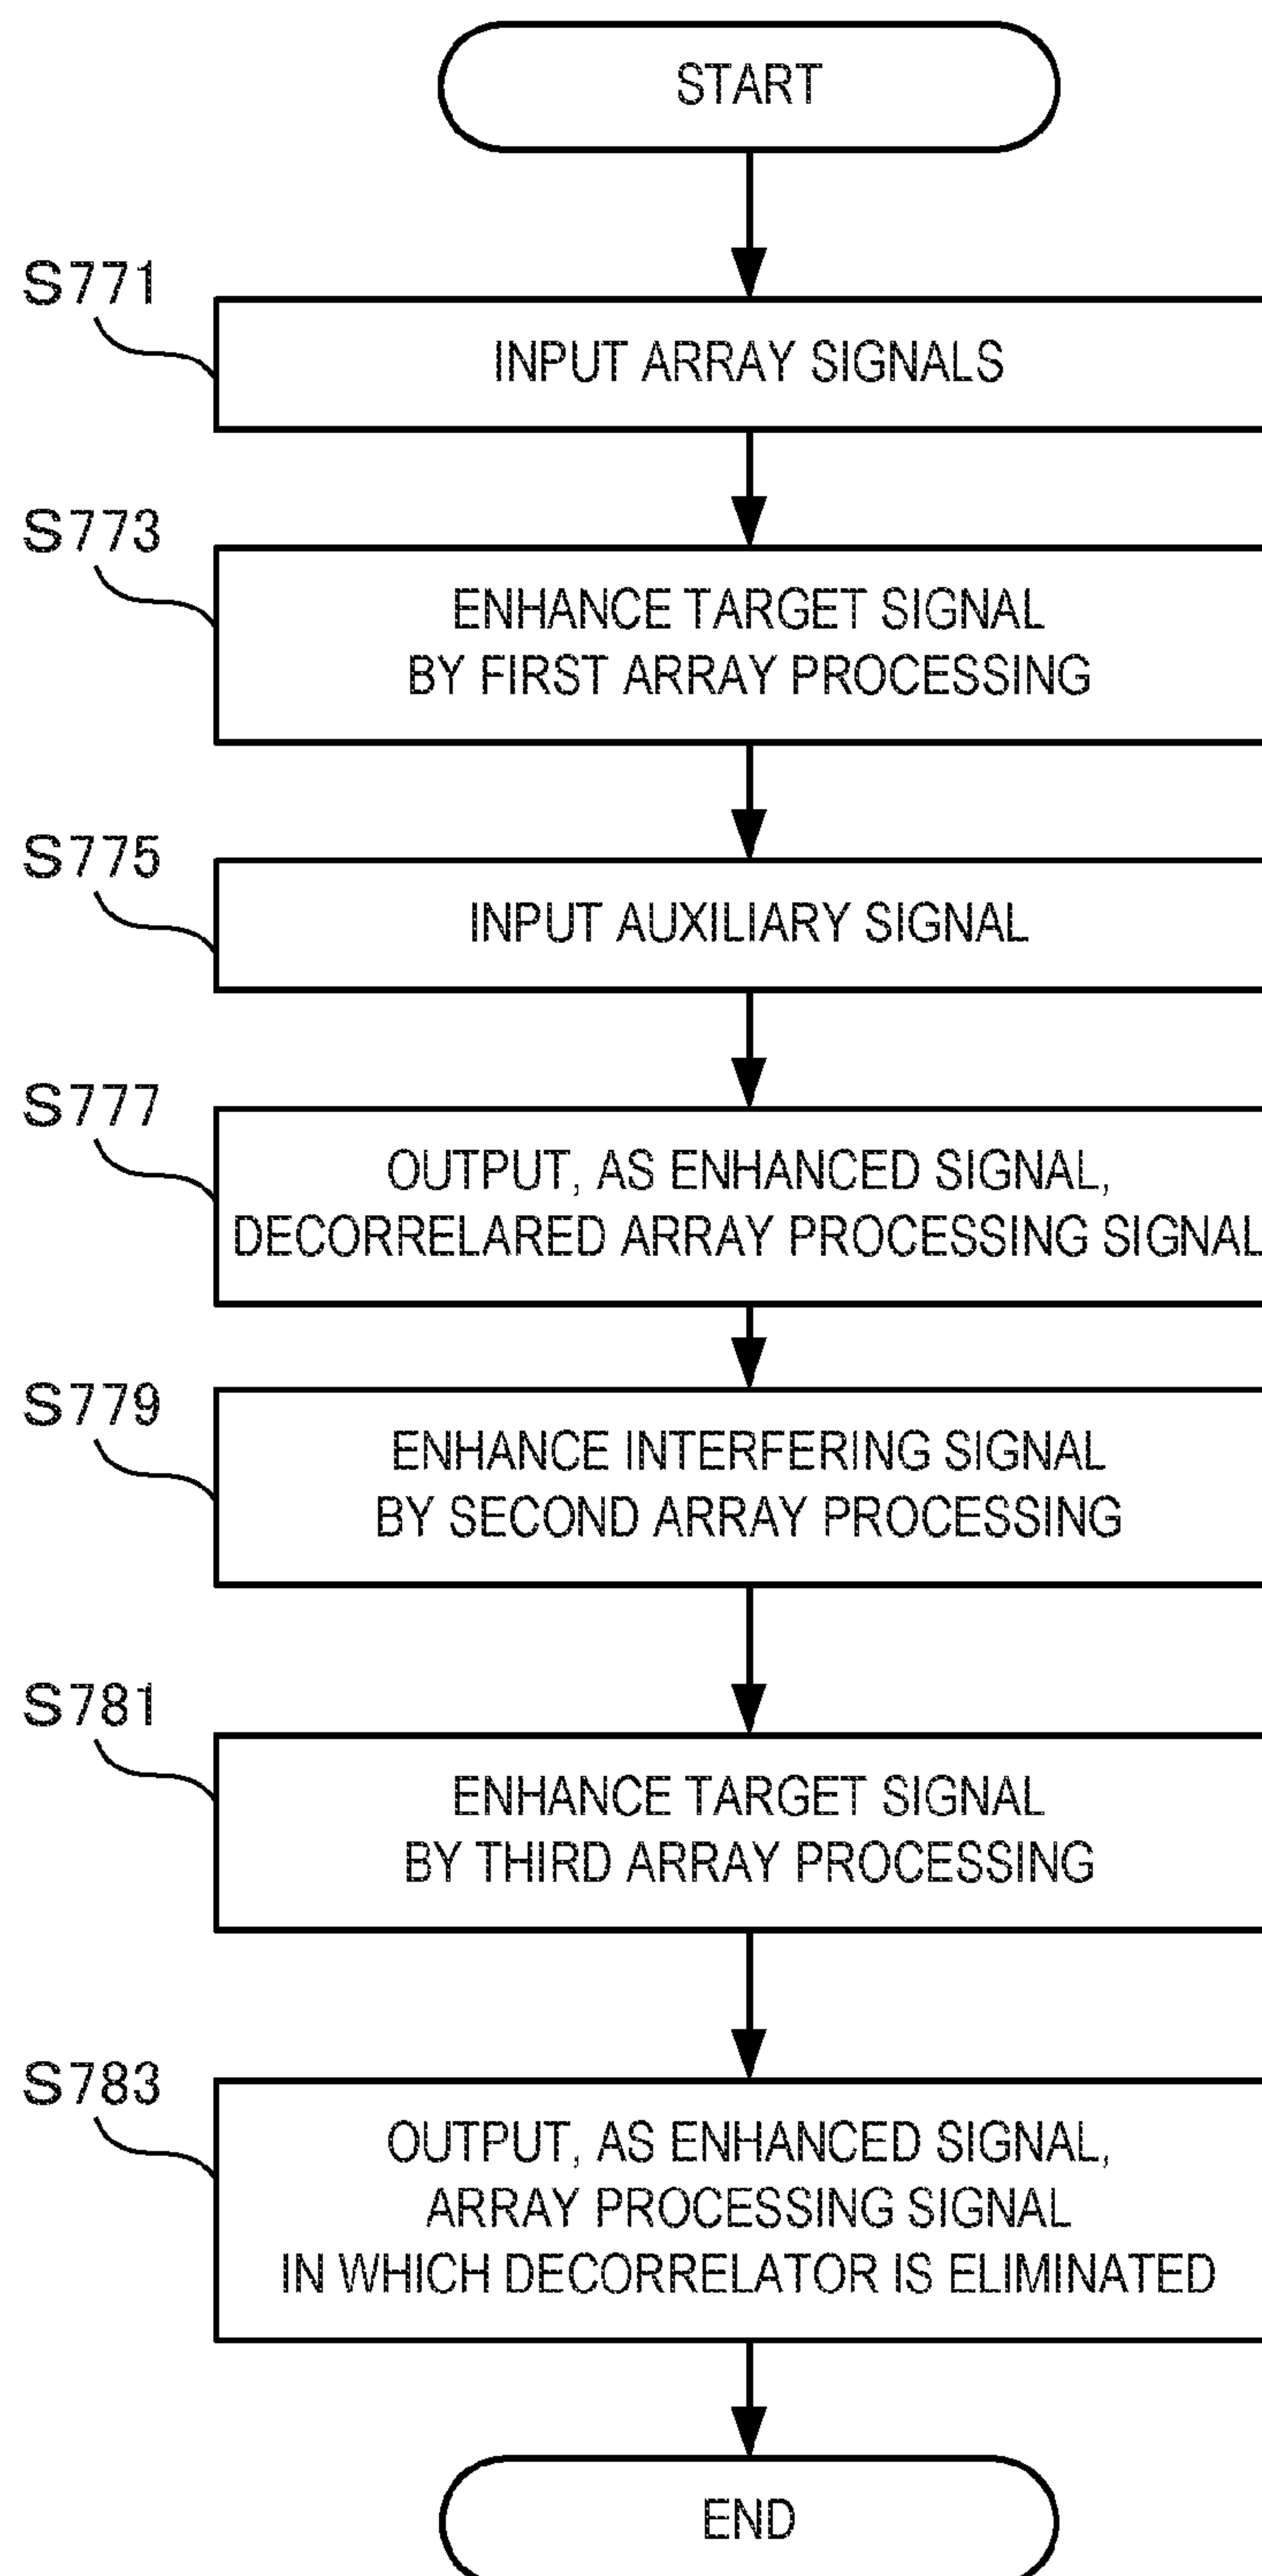 START
S771
INPUT ARRAY SIGNALS
S773
ENHANCE TARGET SIGNAL
BY FIRST ARRAY PROCESSING
S775
INPUT AUXILIARY SIGNAL
S777
OUTPUT, AS ENHANCED SIGNAL,
DECORRELARED ARRAY PROCESSING SIGNAL
S779
ENHANCE INTERFERING SIGNAL
BY SECOND ARRAY PROCESSING
S781
ENHANCE TARGET SIGNAL
BY THIRD ARRAY PROCESSING
S783
OUTPUT, AS ENHANCED SIGNAL,
ARRAY PROCESSING SIGNAL
IN WHICH DECORRELATOR IS ELIMINATED
END